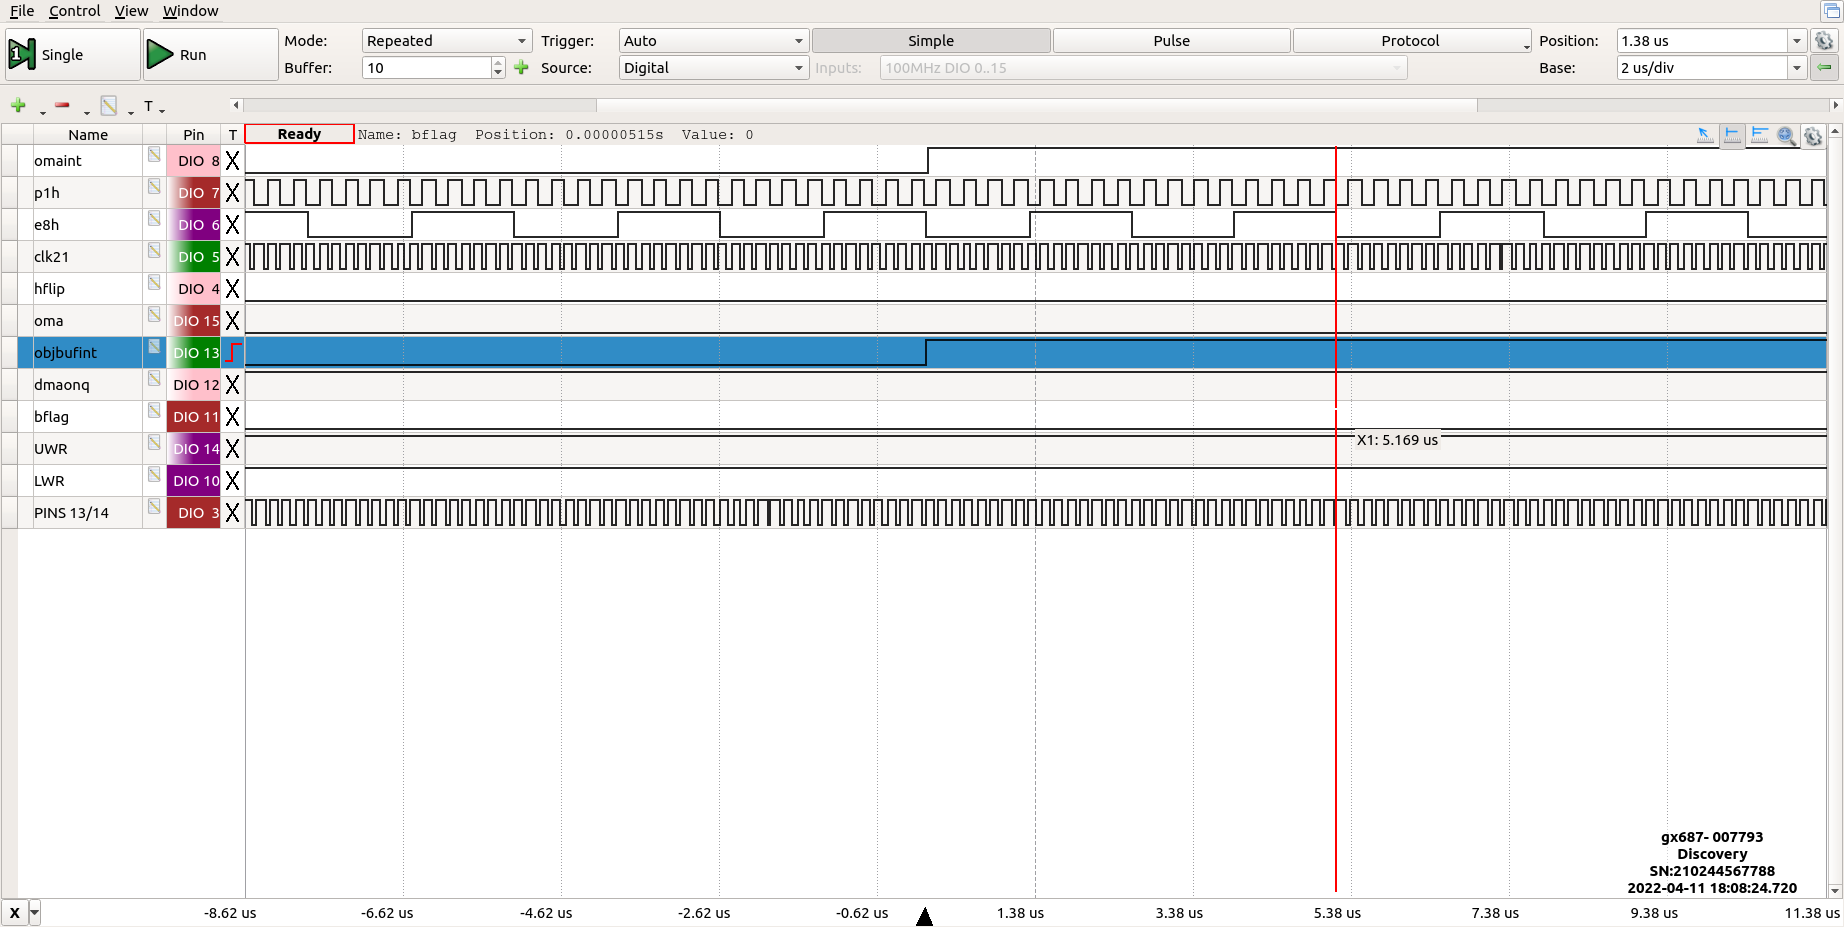 File Control View Window
Single Run Mode: Repeated Trigger: Auto Simple Pulse Protocol Position: 1.38 us
Buffer: 10 Source: Digital Inputs: 100MHz DIO 0..15 Base: 2 us/div
T
Name Pin T Ready Name: bflag Position: 0.00000515s Value: 0
omaint DIO 8 X
p1h DIO 7 X
e8h DIO 6 X
clk21 DIO 5 X
hflip DIO 4 X
oma DIO 15 X
objbufint DIO 13
dmaonq DIO 12 X
bflag DIO 11 X
X1: 5.169 us
UWR DIO 14 X
LWR DIO 10 X
PINS 13/14 DIO 3 X
gx687- 007793
Discovery
SN:210244567788
2022-04-11 18:08:24.720
X -8.62 us -6.62 us -4.62 us -2.62 us -0.62 us 1.38 us 3.38 us 5.38 us 7.38 us 9.38 us 11.38 us